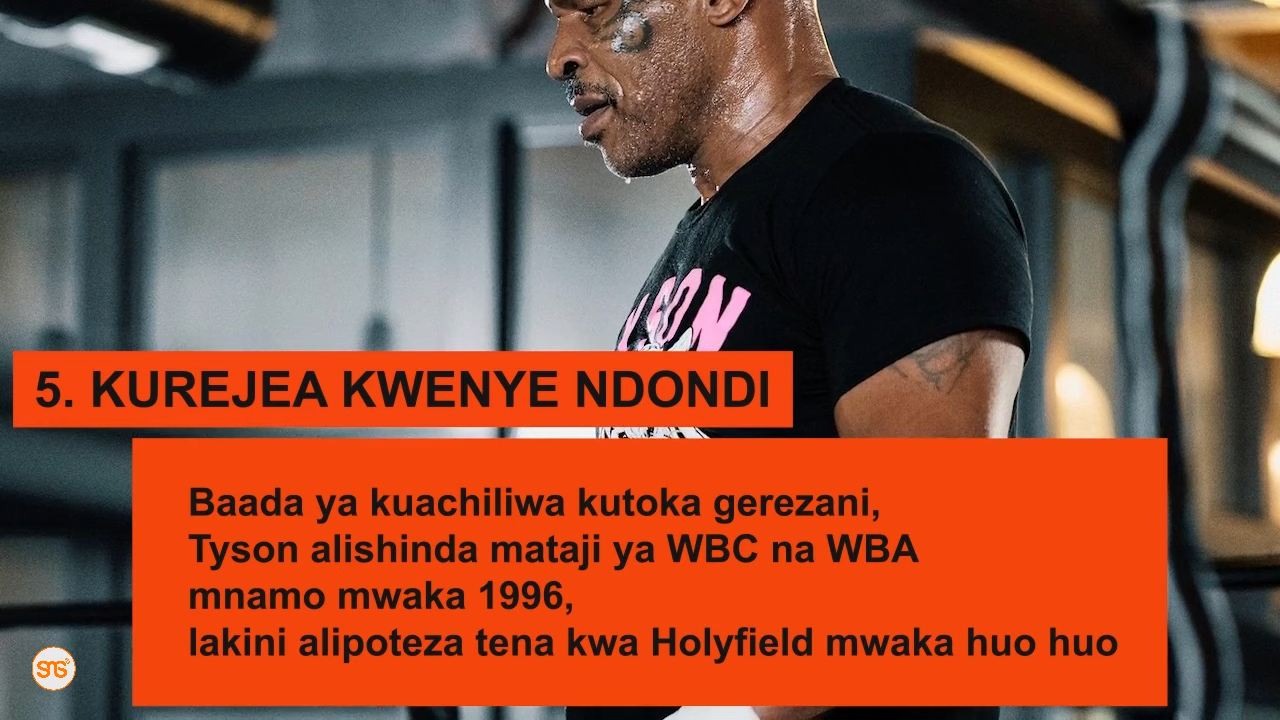 5. KUREJEA KWENYE NDONDI
Baada ya kuachiliwa kutoka gerezani,
Tyson alishinda mataji ya WBC na WBA
mnamo mwaka 1996,
lakini alipoteza tena kwa Holyfield mwaka huo huo